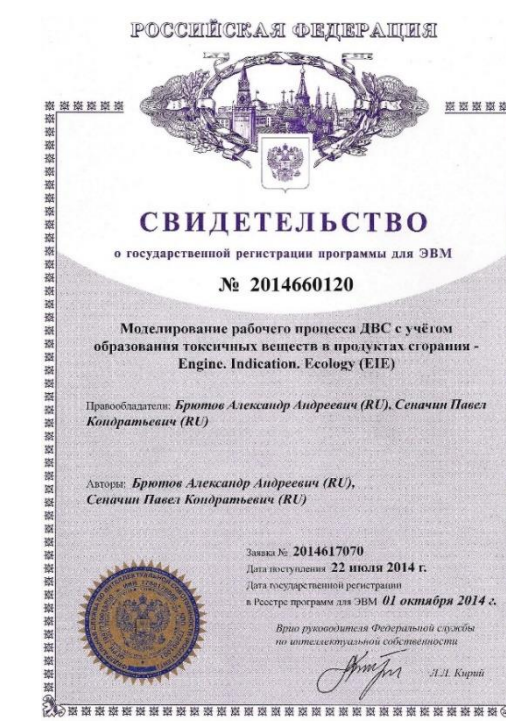 РОССИЙСКАЯ ФЕДЕРАЦИЯ
СВИДЕТЕЛЬСТВО
о государственной регистрации программы для ЭВМ
№ 2014660120
Моделирование рабочего процесса ДВС с учётом
образования токсичных веществ в продуктах сгорания -
Engine. Indication. Ecology (EIE)
Правообладатели: Брютов Александр Андреевич (RU), Сеначин Павел
Кондратьевич (RU)
Авторы: Брютов Александр Андреевич (RU),
Сеначин Павел Кондратьевич (RU)
Заявка № 2014617070
Дата поступления 22 июля 2014 г.
Дата государственной регистрации
в Реестре программ для ЭВМ 01 октября 2014 г.
Врио руководителя Федеральной службы
по интеллектуальной собственности
Л.Л. Кирий